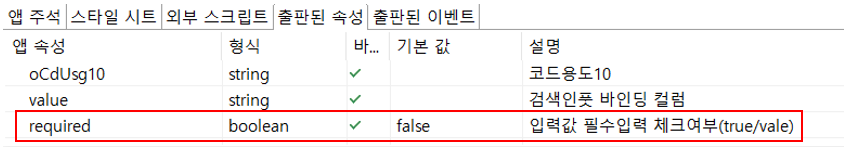 앱 주석 스타일 시트 외부 스크립트 출판된 속성 출판된 이벤트
앱 속성 형식 바... 기본 값 설명
oCdUsg10 string ✓ 코드용도10
value string ✓ 검색인풋 바인딩 컬럼
required boolean ✓ false 입력값 필수입력 체크여부(true/vale)